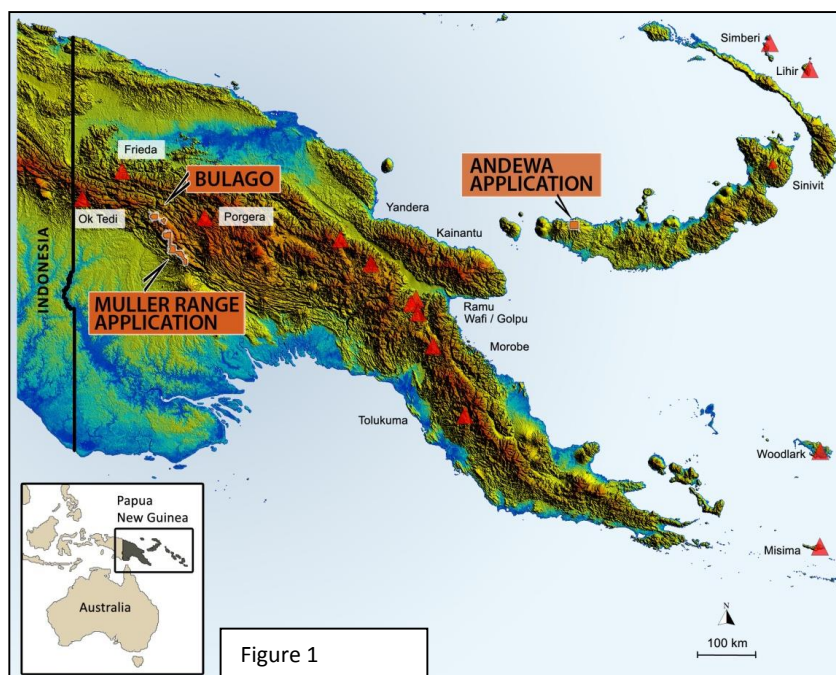 Simberi
Lihir
Frieda
BULAGO
ANDEWA
APPLICATION
Sinivit
Ok Tedi
Porgera
Yandera
Kainantu
INDONESIA
MULLER RANGE
APPLICATION
Ramu
Wafi / Golpu
Morobe
Tolukuma
Woodlark
Misima
Papua
New Guinea
Australia
N
100 km
Figure 1